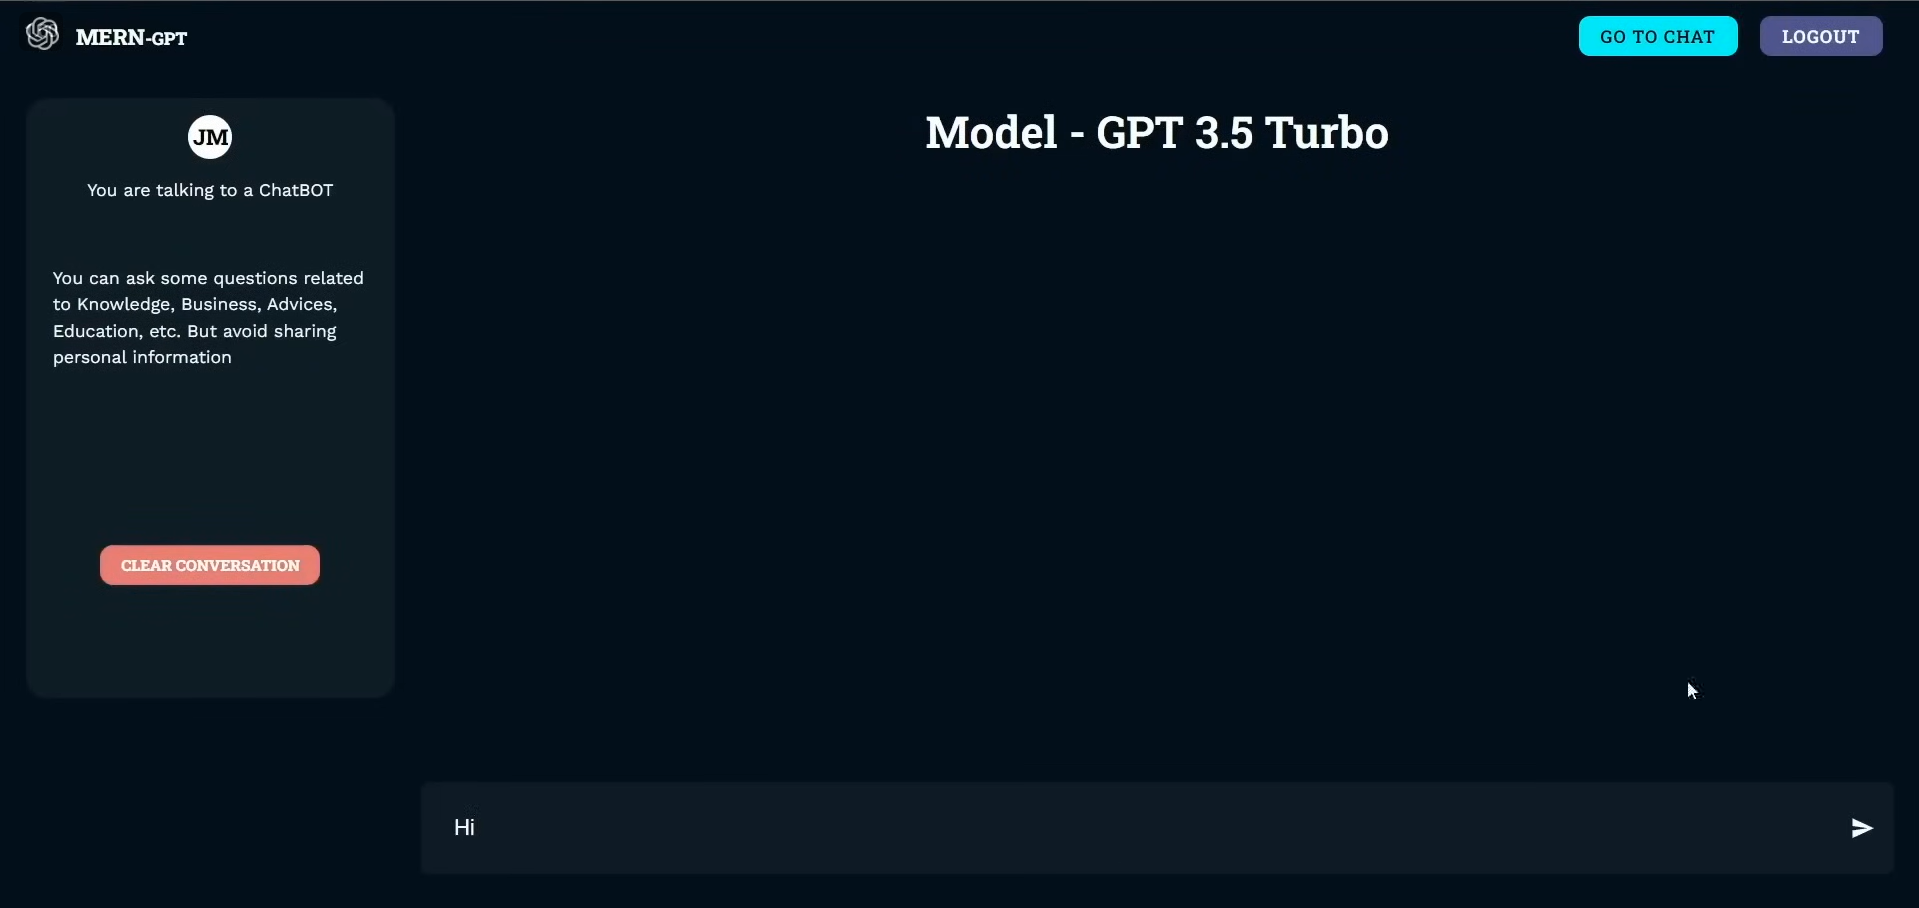 MERN-GPT
GO TO CHAT
LOGOUT
JM
You are talking to a ChatBOT
You can ask some questions related
to Knowledge, Business, Advices,
Education, etc. But avoid sharing
personal information
CLEAR CONVERSATION
Model - GPT 3.5 Turbo
Hi